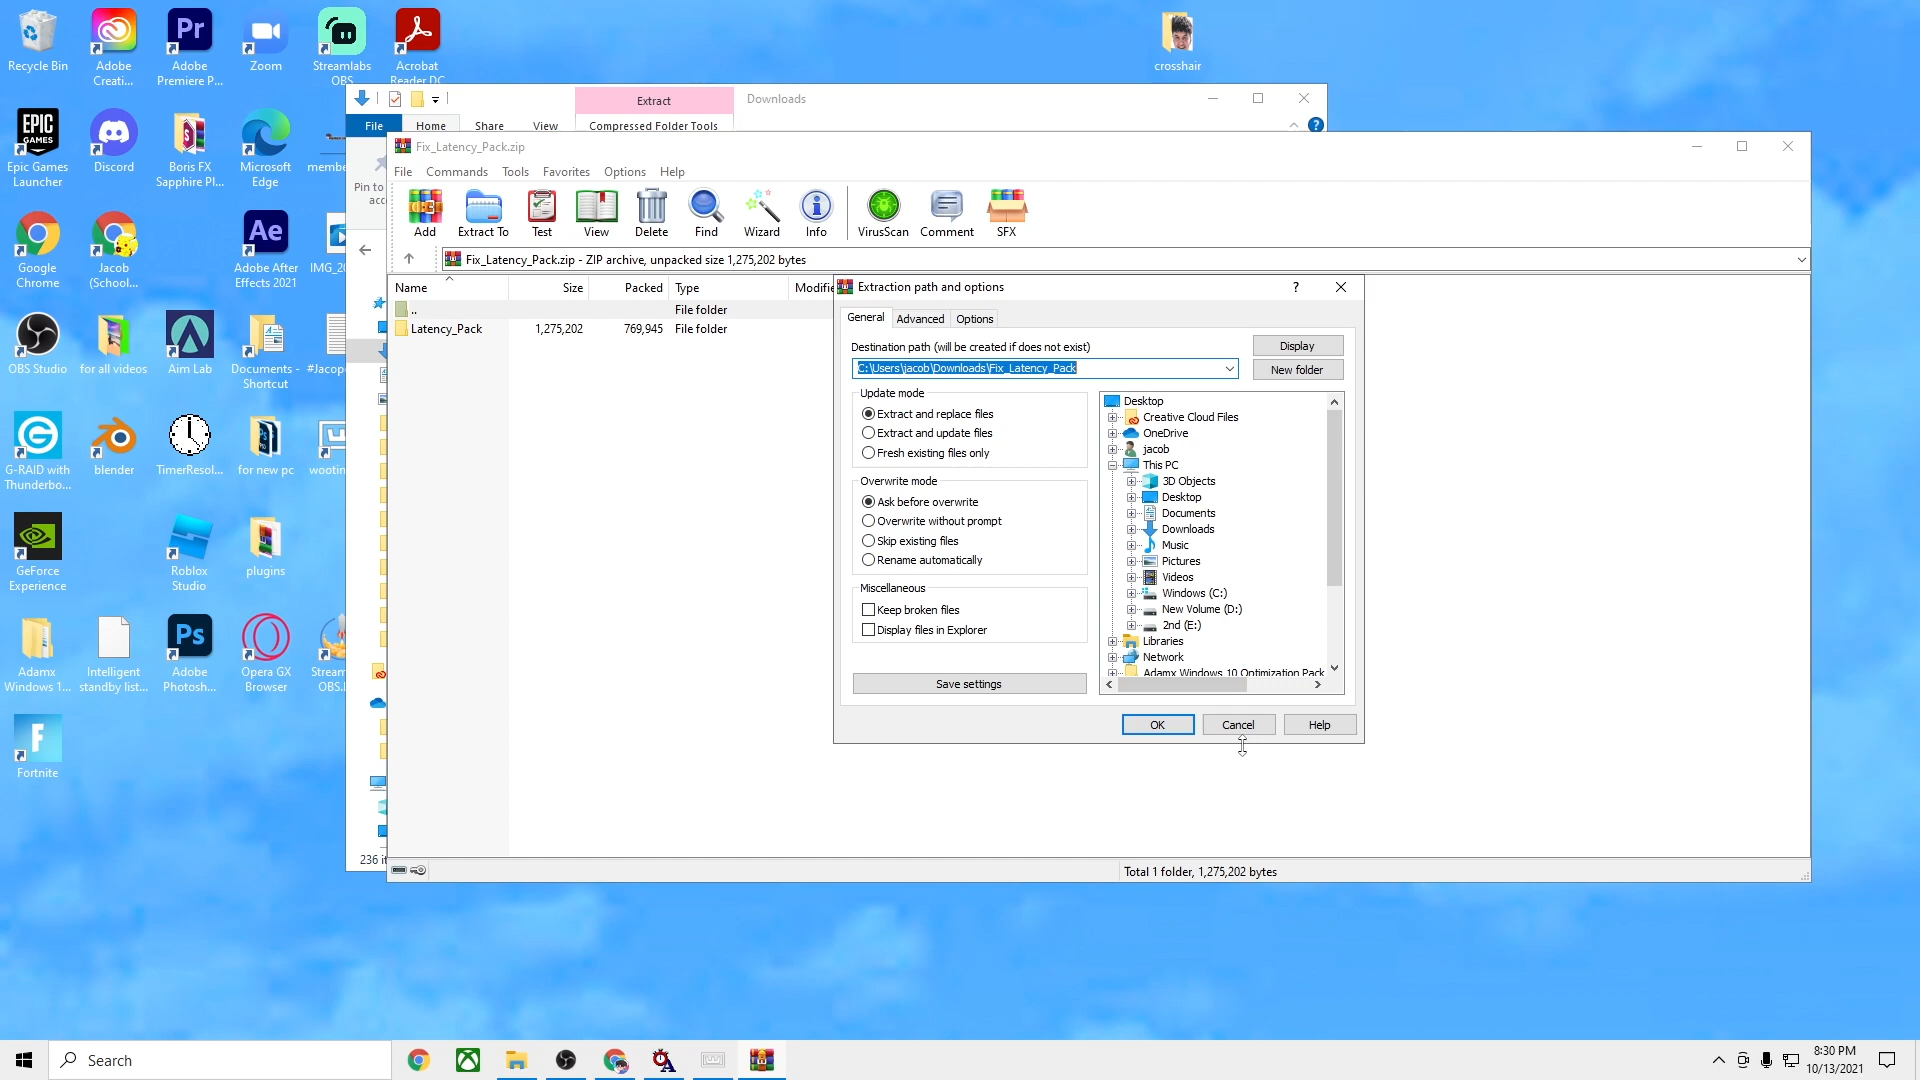 Recycle Bin
Adobe
Creati...
Adobe
Premiere P...
Zoom
Streamlabs
OBS
Acrobat
Reader DC
crosshair
Epic Games
Launcher
Discord
Boris FX
Sapphire Pl...
Microsoft
Edge
Google
Chrome
Jacob
(School...
Adobe After
Effects 2021
OBS Studio
for all videos
Aim Lab
Documents -
Shortcut
G-RAID with
Thunderbo...
blender
TimerResol...
for new pc
GeForce
Experience
Roblox
Studio
plugins
Adamx
Windows 1...
Intelligent
standby list...
Adobe
Photosh...
Opera GX
Browser
Fortnite
Extract
Downloads
File
Home
Share
View
Compressed Folder Tools
Pin to
Fix_Latency_Pack.zip
File Commands Tools Favorites Options Help
Add
Extract To
Test
View
Delete
Find
Wizard
Info
VirusScan
Comment
SFX
Fix_Latency_Pack.zip - ZIP archive, unpacked size 1,275,202 bytes
Name Size Packed Type
.. File folder
Latency_Pack 1,275,202 769,945 File folder
Extraction path and options
General Advanced Options
Destination path (will be created if does not exist)
C:\Users\jacob\Downloads\Fix_Latency_Pack
Display
New folder
Update mode
Extract and replace files
Extract and update files
Fresh existing files only
Overwrite mode
Ask before overwrite
Overwrite without prompt
Skip existing files
Rename automatically
Miscellaneous
Keep broken files
Display files in Explorer
Save settings
Desktop
Creative Cloud Files
OneDrive
jacob
This PC
3D Objects
Desktop
Documents
Downloads
Music
Pictures
Videos
Windows (C:)
New Volume (D:)
2nd (E:)
Libraries
Network
Adamx Windows 10 Optimization Pack
OK
Cancel
Help
Total 1 folder, 1,275,202 bytes
Search
8:30 PM
10/13/2021